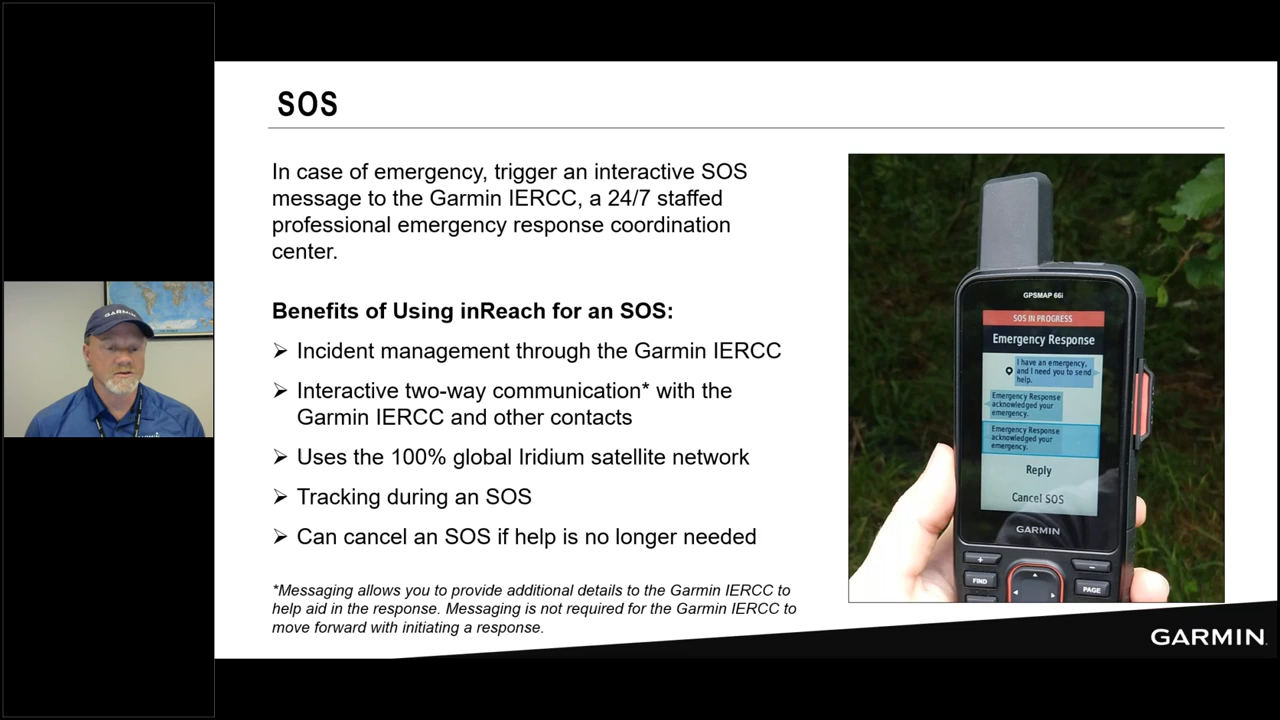 SOS
In case of emergency, trigger an interactive SOS
message to the Garmin IERCC, a 24/7 staffed
professional emergency response coordination
center.
Benefits of Using inReach for an SOS:
➢ Incident management through the Garmin IERCC
➢ Interactive two-way communication* with the
Garmin IERCC and other contacts
➢ Uses the 100% global Iridium satellite network
➢ Tracking during an SOS
➢ Can cancel an SOS if help is no longer needed
*Messaging allows you to provide additional details to the Garmin IERCC to
help aid in the response. Messaging is not required for the Garmin IERCC to
move forward with initiating a response.
GPSMAP 66i
SOS IN PROGRESS
Emergency Response
I have an emergency,
and I need you to send
help.
Emergency Response
acknowledged your
emergency.
Emergency Response
acknowledged your
emergency.
Reply
Cancel SOS
GARMIN
+
−
FIND
PAGE
GARMIN
GARMIN